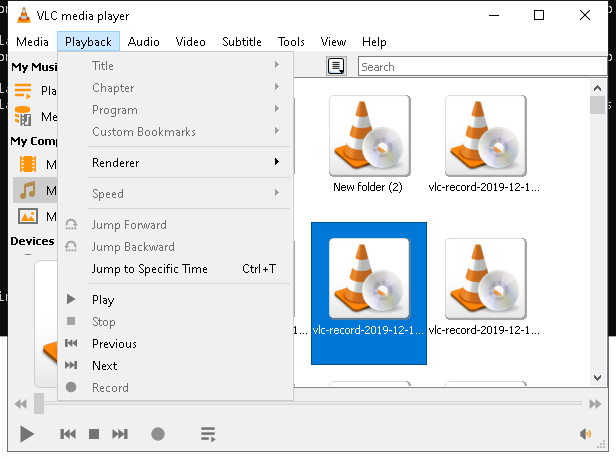 VLC media player
Media Playback Audio Video Subtitle Tools View Help
My Musi
Search
Pla
Me
My Comp
M
M
M
Devices
Title
Chapter
Program
Custom Bookmarks
Renderer
Speed
Jump Forward
Jump Backward
Jump to Specific Time Ctrl+T
Play
Stop
Previous
Next
Record
New folder (2) vlc-record-2019-12-1...
vlc-record-2019-12-1... vlc-record-2019-12-1...